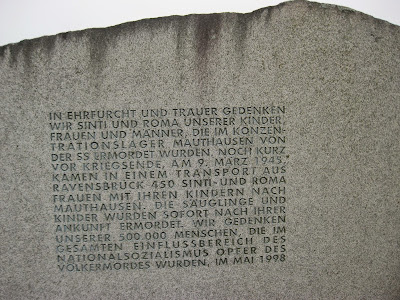 IN EHRFURCHT UND TRAUER GEDENKEN
WIR SINTI UND ROMA UNSERER KINDER,
FRAUEN UND MÄNNER, DIE IM KONZEN-
TRATIONSLAGER MAUTHAUSEN VON
DER SS ERMORDET WURDEN. NOCH KURZ
VOR KRIEGSENDE, AM 9. MÄRZ 1945,
KAMEN IN EINEM TRANSPORT AUS
RAVENSBRÜCK 450 SINTI- UND ROMA
FRAUEN MIT IHREN KINDERN NACH
MAUTHAUSEN. DIE SÄUGLINGE UND
KINDER WURDEN SOFORT NACH IHRER
ANKUNFT ERMORDET. WIR GEDENKEN
UNSERER 500.000 MENSCHEN, DIE IM
GESAMTEN EINFLUSSBEREICH DES
NATIONALSOZIALISMUS OPFER DES
VÖLKERMORDES WURDEN, IM MAI 1998